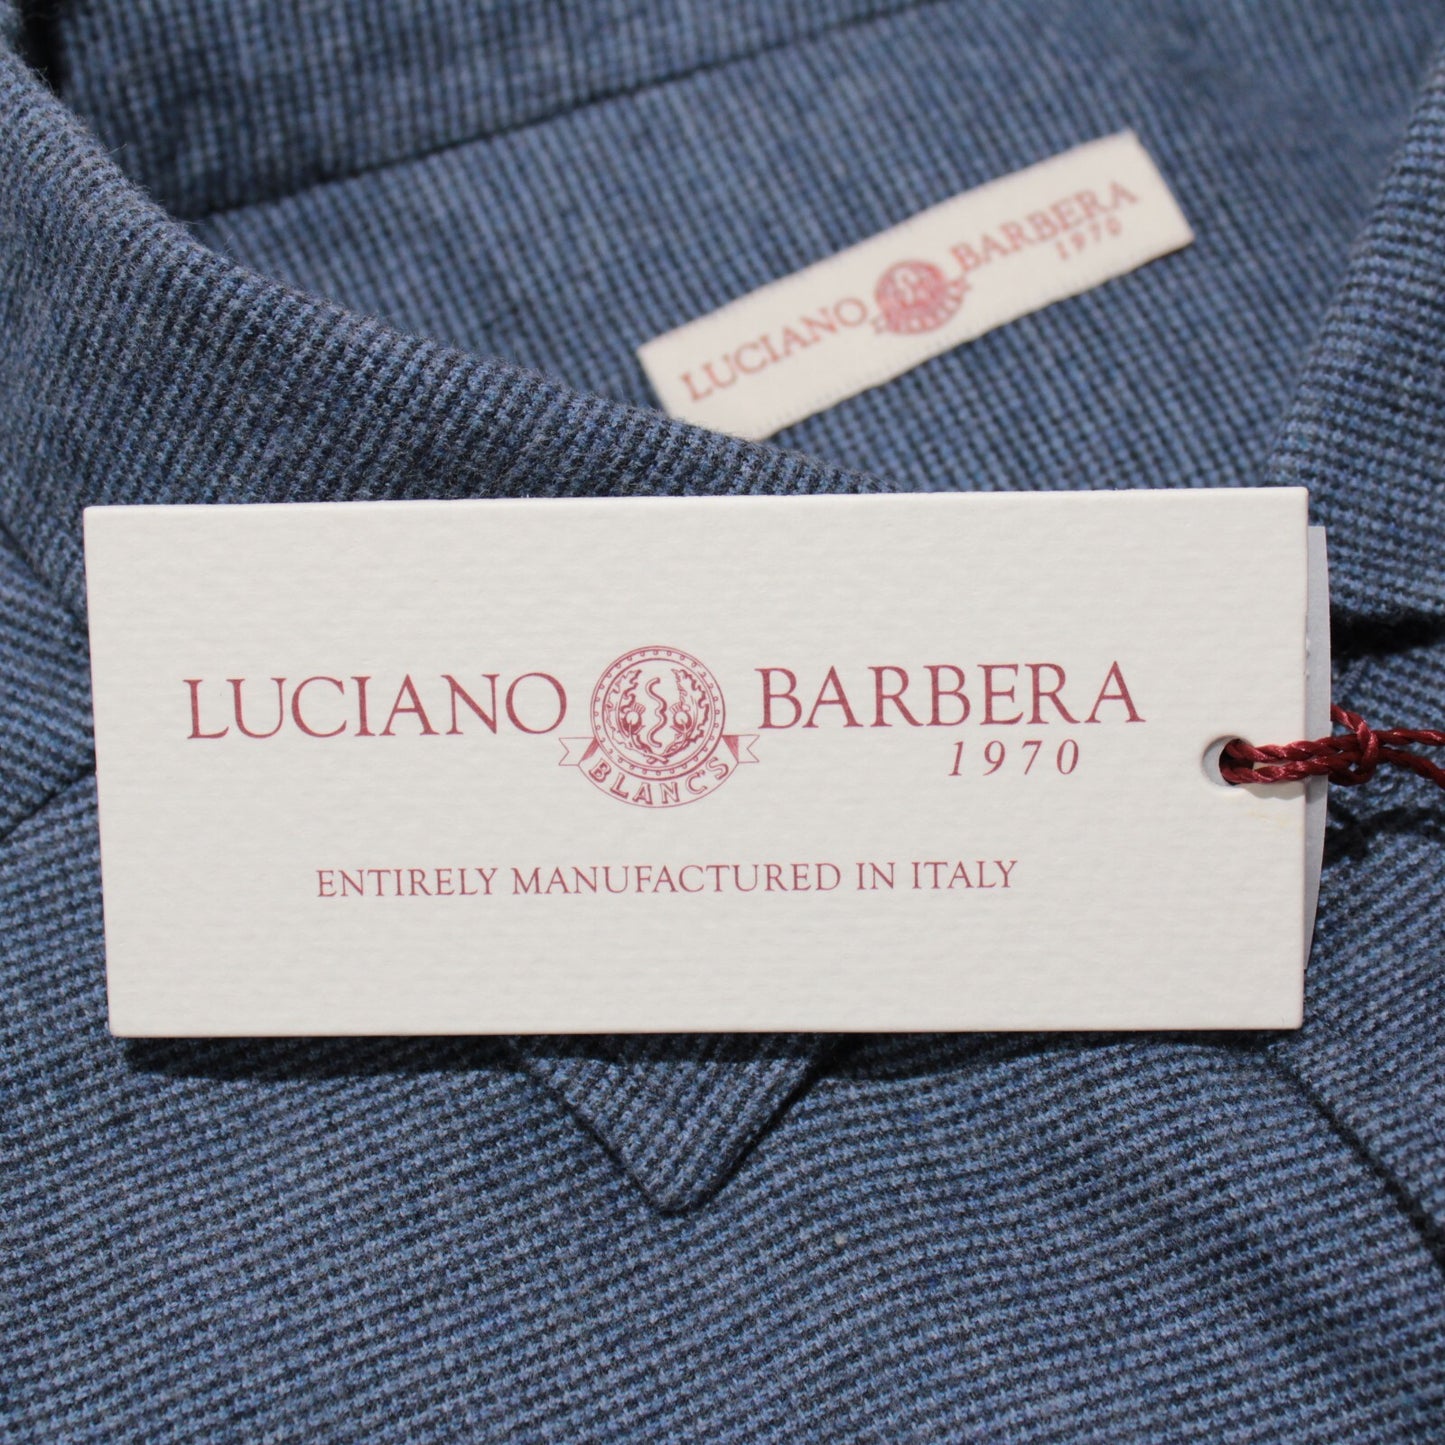 LUCIANO BARBERA
1970
LUCIANO BARBERA
1970
BLANC'S
ENTIRELY MANUFACTURED IN ITALY